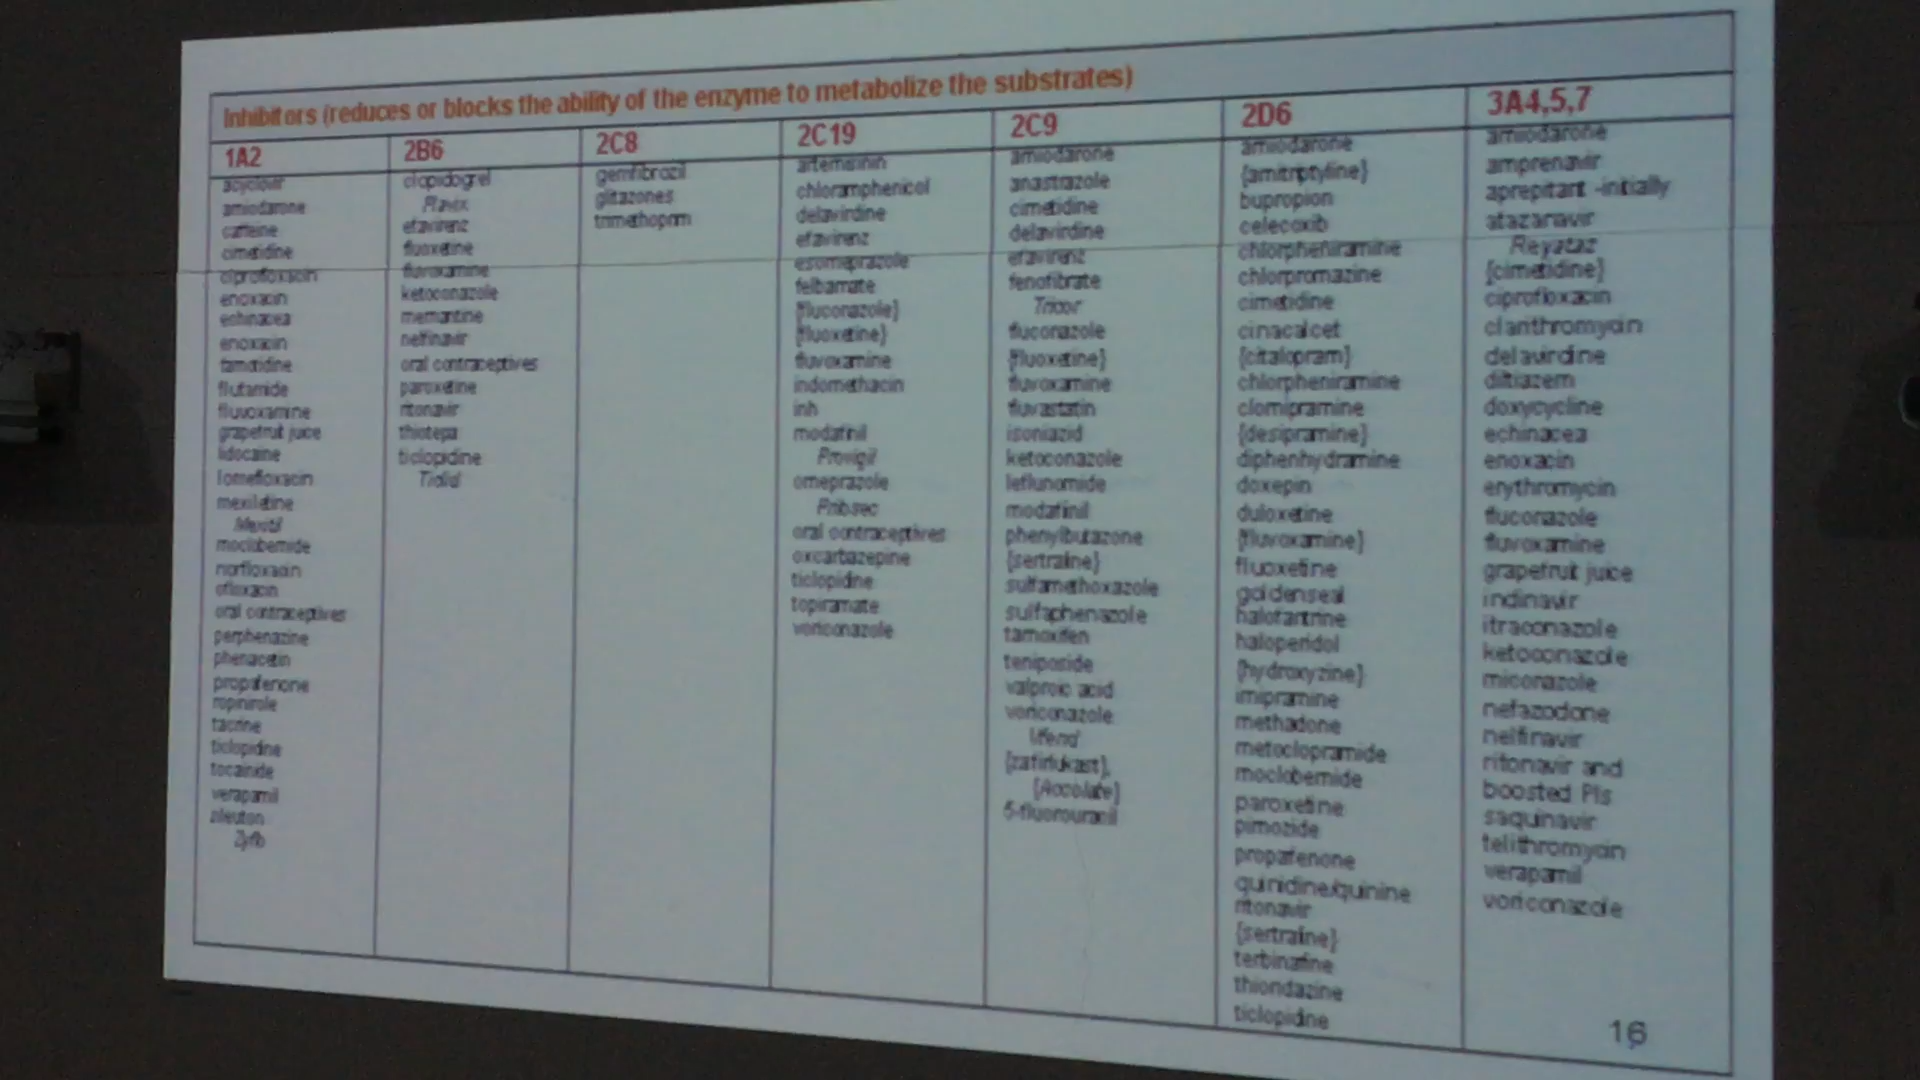 Inhibitors (reduces or blocks the ability of the enzyme to metabolize the substrates)
1A2
acyclovir
amiodarone
caffeine
cimetidine
ciprofloxacin
enoxacin
echinacea
enoxacin
famotidine
flutamide
fluvoxamine
grapefruit juice
lidocaine
lomefloxacin
mexiletine
Mexitil
moclobemide
norfloxacin
ofloxacin
oral contraceptives
perphenazine
phenacetin
propafenone
ropinirole
tacrine
ticlopidine
tocainide
verapamil
zileuton
Zyflo
2B6
clopidogrel
Plavix
efavirenz
fluoxetine
fluvoxamine
ketoconazole
memantine
nelfinavir
oral contraceptives
paroxetine
ritonavir
thiotepa
ticlopidine
Ticlid
2C8
gemfibrozil
glitazones
trimethoprim
2C19
artemisinin
chloramphenicol
delavirdine
efavirenz
esomeprazole
felbamate
{fluconazole}
{fluoxetine}
fluvoxamine
indomethacin
inh
modafinil
Provigil
omeprazole
Prilosec
oral contraceptives
oxcarbazepine
ticlopidine
topiramate
voriconazole
2C9
amiodarone
anastrazole
cimetidine
delavirdine
efavirenz
fenofibrate
Tricor
fluconazole
{fluoxetine}
fluvoxamine
fluvastatin
isoniazid
ketoconazole
leflunomide
modafinil
phenylbutazone
{sertraline}
sulfamethoxazole
sulfaphenazole
tamoxifen
teniposide
valproic acid
voriconazole
Vfend
{zafirlukast},
{Accolate}
5-fluorouracil
2D6
amiodarone
{amitriptyline}
bupropion
celecoxib
chlorpheniramine
chlorpromazine
cimetidine
cinacalcet
{citalopram}
chlorpheniramine
clomipramine
{desipramine}
diphenhydramine
doxepin
duloxetine
{fluvoxamine}
fluoxetine
goldenseal
halofantrine
haloperidol
{hydroxyzine}
imipramine
methadone
metoclopramide
moclobemide
paroxetine
pimozide
propafenone
quinidine/quinine
ritonavir
{sertraline}
terbinafine
thioridazine
ticlopidine
3A4,5,7
amiodarone
amprenavir
aprepitant -initially
atazanavir
Reyataz
{cimetidine}
ciprofloxacin
clarithromycin
delavirdine
diltiazem
doxycycline
echinacea
enoxacin
erythromycin
fluconazole
fluvoxamine
grapefruit juice
indinavir
itraconazole
ketoconazole
miconazole
nefazodone
nelfinavir
ritonavir and
boosted PIs
saquinavir
telithromycin
verapamil
voriconazole
16